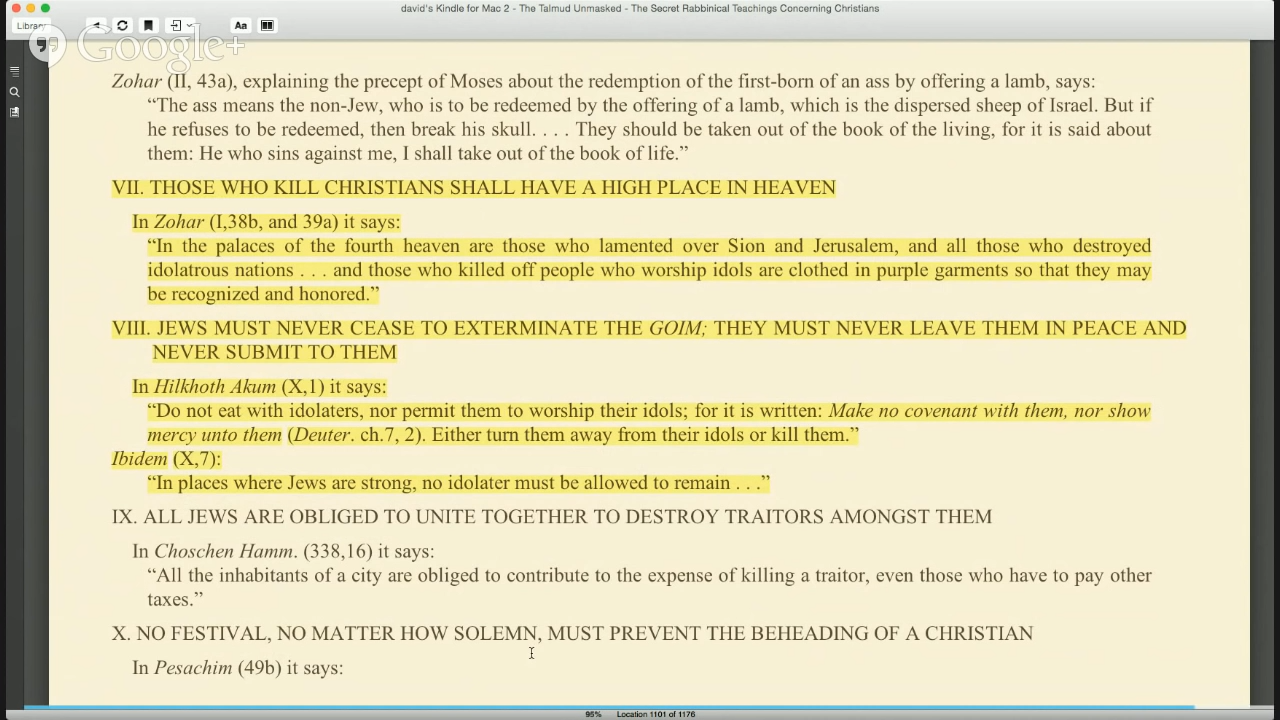 david's Kindle for Mac 2 - The Talmud Unmasked - The Secret Rabbinical Teachings Concerning Christians
Library
Aa
Google+
Zohar (II, 43a), explaining the precept of Moses about the redemption of the first-born of an ass by offering a lamb, says:
“The ass means the non-Jew, who is to be redeemed by the offering of a lamb, which is the dispersed sheep of Israel. But if
he refuses to be redeemed, then break his skull. . . . They should be taken out of the book of the living, for it is said about
them: He who sins against me, I shall take out of the book of life.”
VII. THOSE WHO KILL CHRISTIANS SHALL HAVE A HIGH PLACE IN HEAVEN
In Zohar (I,38b, and 39a) it says:
“In the palaces of the fourth heaven are those who lamented over Sion and Jerusalem, and all those who destroyed
idolatrous nations . . . and those who killed off people who worship idols are clothed in purple garments so that they may
be recognized and honored.”
VIII. JEWS MUST NEVER CEASE TO EXTERMINATE THE GOIM; THEY MUST NEVER LEAVE THEM IN PEACE AND
NEVER SUBMIT TO THEM
In Hilkhoth Akum (X,1) it says:
“Do not eat with idolaters, nor permit them to worship their idols; for it is written: Make no covenant with them, nor show
mercy unto them (Deuter. ch.7, 2). Either turn them away from their idols or kill them.”
Ibidem (X,7):
“In places where Jews are strong, no idolater must be allowed to remain . . .”
IX. ALL JEWS ARE OBLIGED TO UNITE TOGETHER TO DESTROY TRAITORS AMONGST THEM
In Choschen Hamm. (338,16) it says:
“All the inhabitants of a city are obliged to contribute to the expense of killing a traitor, even those who have to pay other
taxes.”
X. NO FESTIVAL, NO MATTER HOW SOLEMN, MUST PREVENT THE BEHEADING OF A CHRISTIAN
In Pesachim (49b) it says:
95% Location 1101 of 1176